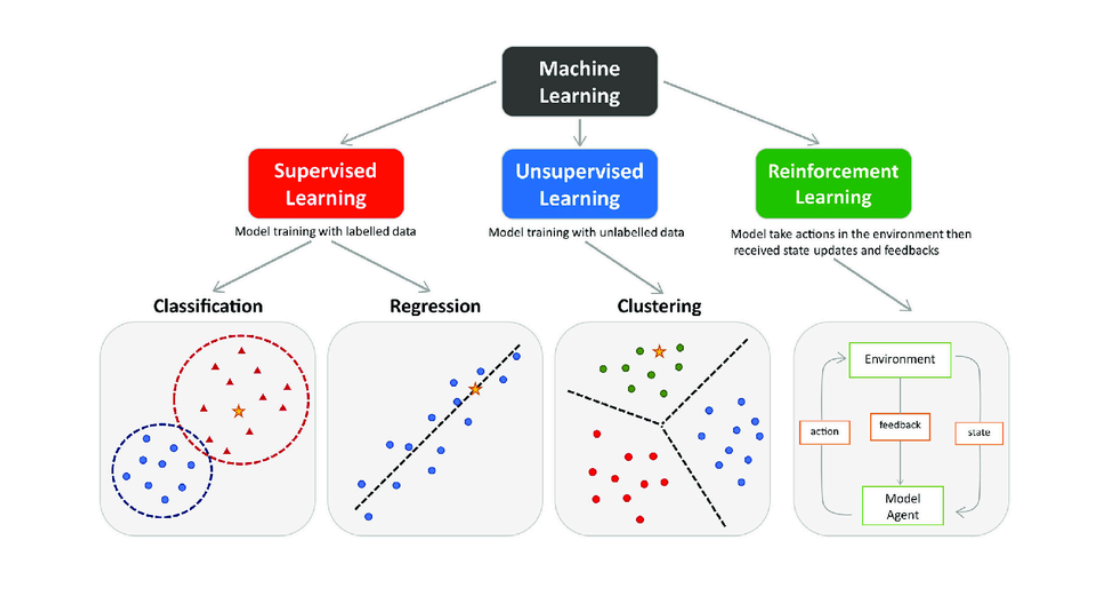 Machine
Learning
Supervised
Learning
Unsupervised
Learning
Reinforcement
Learning
Model training with labelled data
Model training with unlabelled data
Model take actions in the environment then
received state updates and feedbacks
Classification
Regression
Clustering
Environment
action
feedback
state
Model
Agent